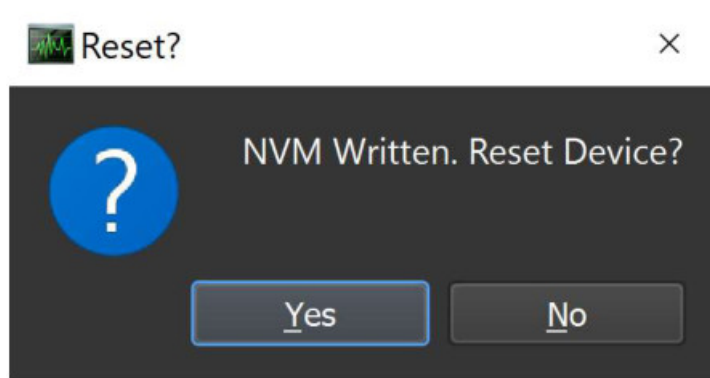 Reset?
NVM Written. Reset Device?
Yes
No